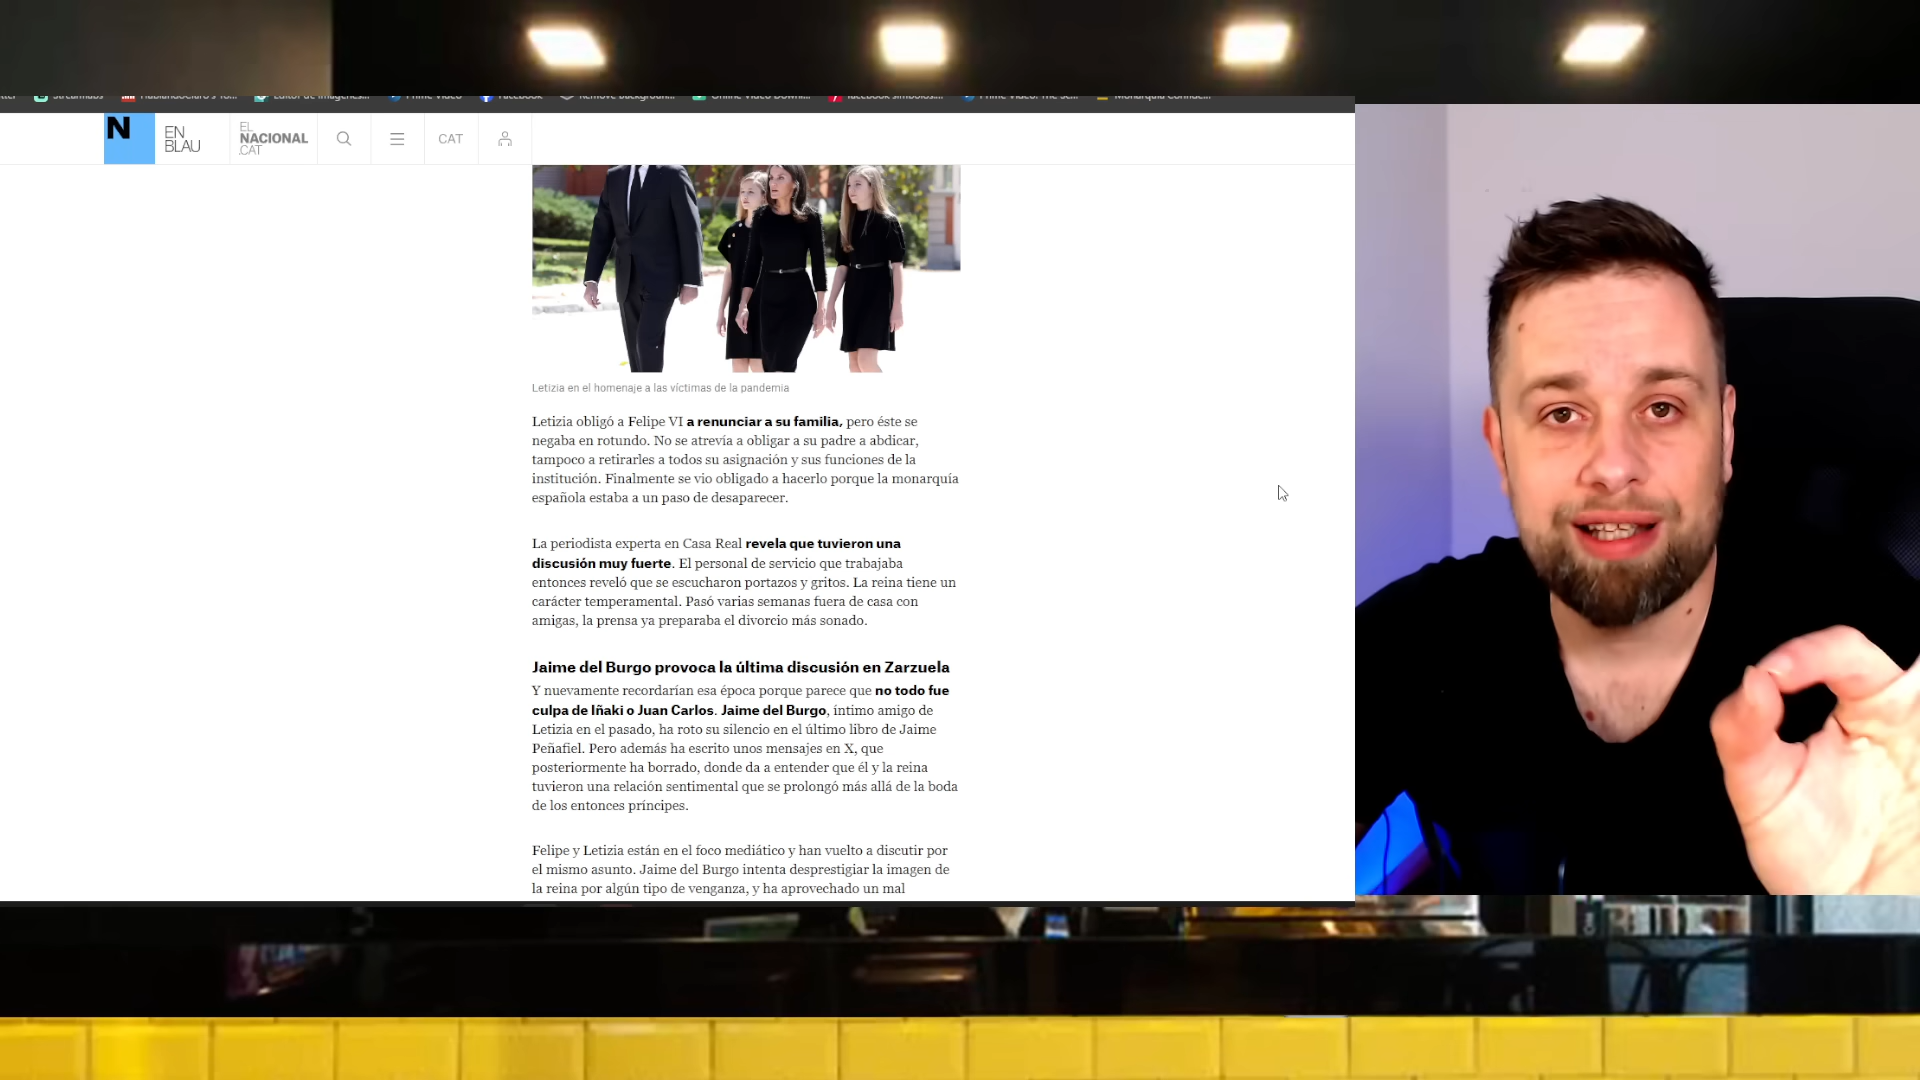 Streamlabs
Prime Video
Facebook
N
EN
BLAU
EL
NACIONAL
.CAT
CAT
Letizia en el homenaje a las víctimas de la pandemia
Letizia obligó a Felipe VI a renunciar a su familia, pero éste se
negaba en rotundo. No se atrevía a obligar a su padre a abdicar,
tampoco a retirarles a todos su asignación y sus funciones de la
institución. Finalmente se vio obligado a hacerlo porque la monarquía
española estaba a un paso de desaparecer.
La periodista experta en Casa Real revela que tuvieron una
discusión muy fuerte. El personal de servicio que trabajaba
entonces reveló que se escucharon portazos y gritos. La reina tiene un
carácter temperamental. Pasó varias semanas fuera de casa con
amigas, la prensa ya preparaba el divorcio más sonado.
Jaime del Burgo provoca la última discusión en Zarzuela
Y nuevamente recordarían esa época porque parece que no todo fue
culpa de Iñaki o Juan Carlos. Jaime del Burgo, íntimo amigo de
Letizia en el pasado, ha roto su silencio en el último libro de Jaime
Peñafiel. Pero además ha escrito unos mensajes en X, que
posteriormente ha borrado, donde da a entender que él y la reina
tuvieron una relación sentimental que se prolongó más allá de la boda
de los entonces príncipes.
Felipe y Letizia están en el foco mediático y han vuelto a discutir por
el mismo asunto. Jaime del Burgo intenta desprestigiar la imagen de
la reina por algún tipo de venganza, y ha aprovechado un mal